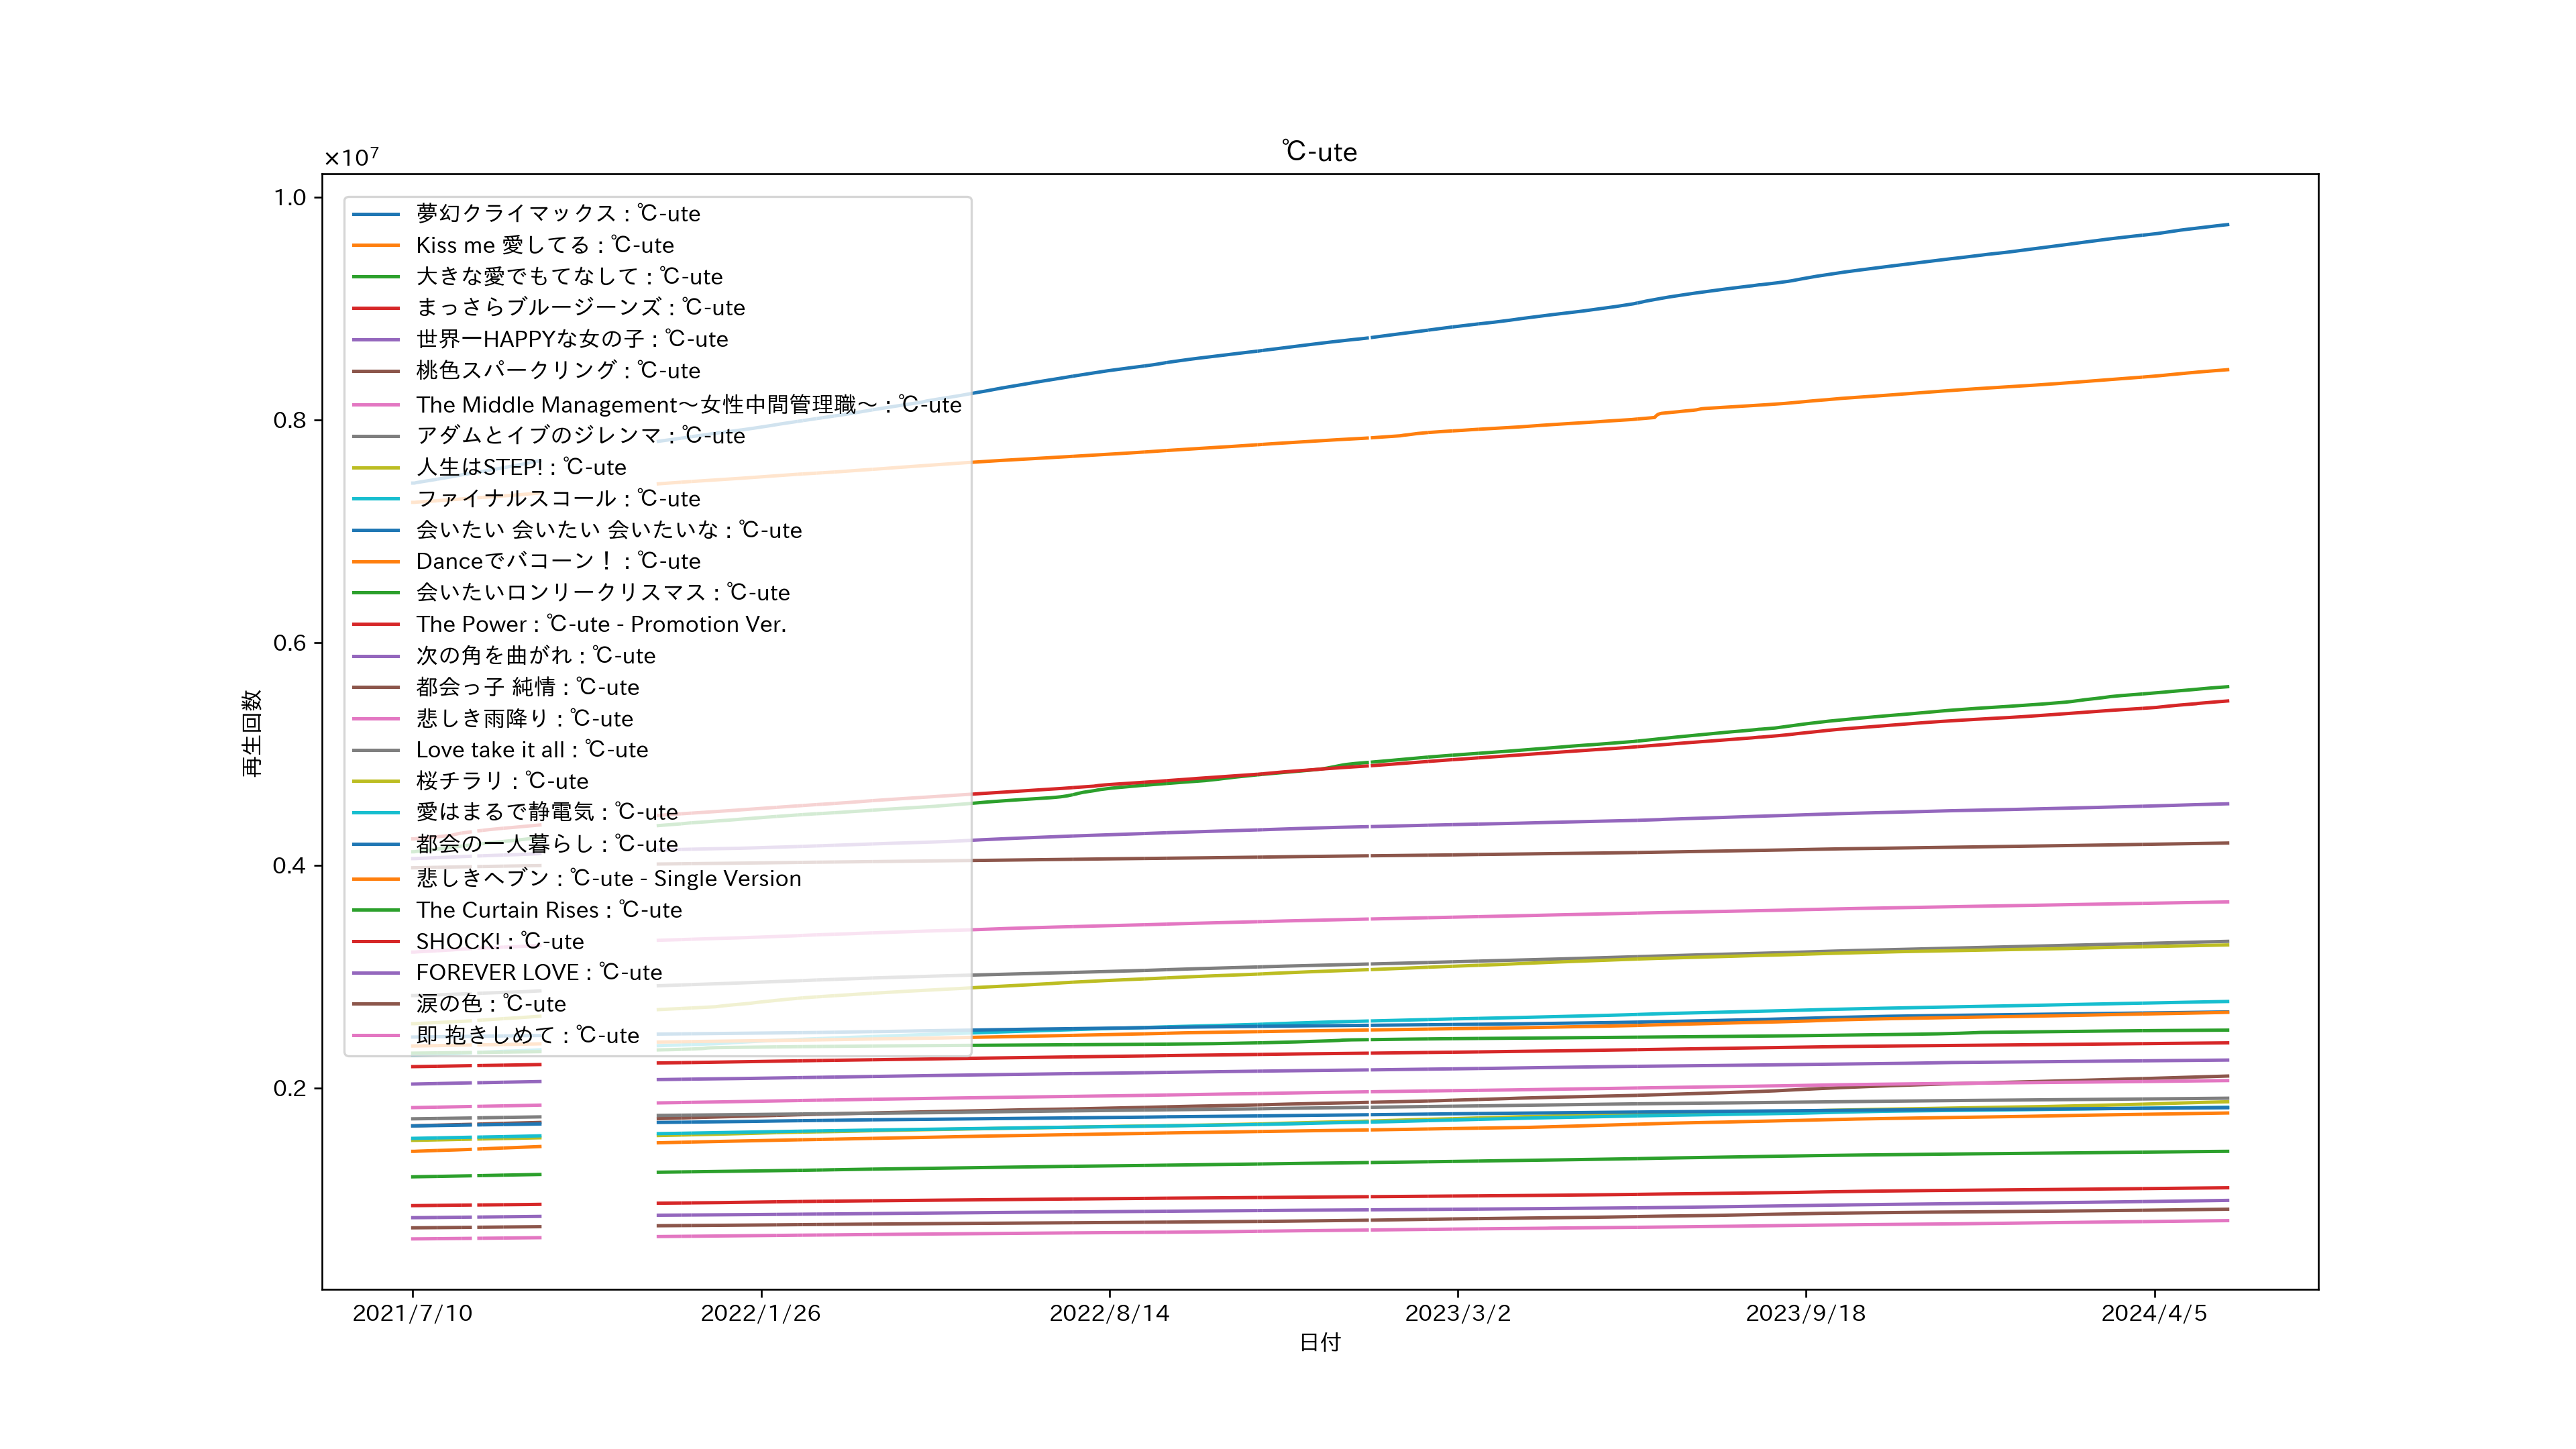 ℃-ute
×10⁷
1.0
0.8
0.6
0.4
0.2
再生回数
夢幻クライマックス : ℃-ute
Kiss me 愛してる : ℃-ute
大きな愛でもてなして : ℃-ute
まっさらブルージーンズ : ℃-ute
世界一HAPPYな女の子 : ℃-ute
桃色スパークリング : ℃-ute
The Middle Management～女性中間管理職～ : ℃-ute
アダムとイブのジレンマ : ℃-ute
人生はSTEP! : ℃-ute
ファイナルスコール : ℃-ute
会いたい 会いたい 会いたいな : ℃-ute
Danceでバコーン！ : ℃-ute
会いたいロンリークリスマス : ℃-ute
The Power : ℃-ute - Promotion Ver.
次の角を曲がれ : ℃-ute
都会っ子 純情 : ℃-ute
悲しき雨降り : ℃-ute
Love take it all : ℃-ute
桜チラリ : ℃-ute
愛はまるで静電気 : ℃-ute
都会の一人暮らし : ℃-ute
悲しきヘブン : ℃-ute - Single Version
The Curtain Rises : ℃-ute
SHOCK! : ℃-ute
FOREVER LOVE : ℃-ute
涙の色 : ℃-ute
即 抱きしめて : ℃-ute
2021/7/10
2022/1/26
2022/8/14
2023/3/2
2023/9/18
2024/4/5
日付